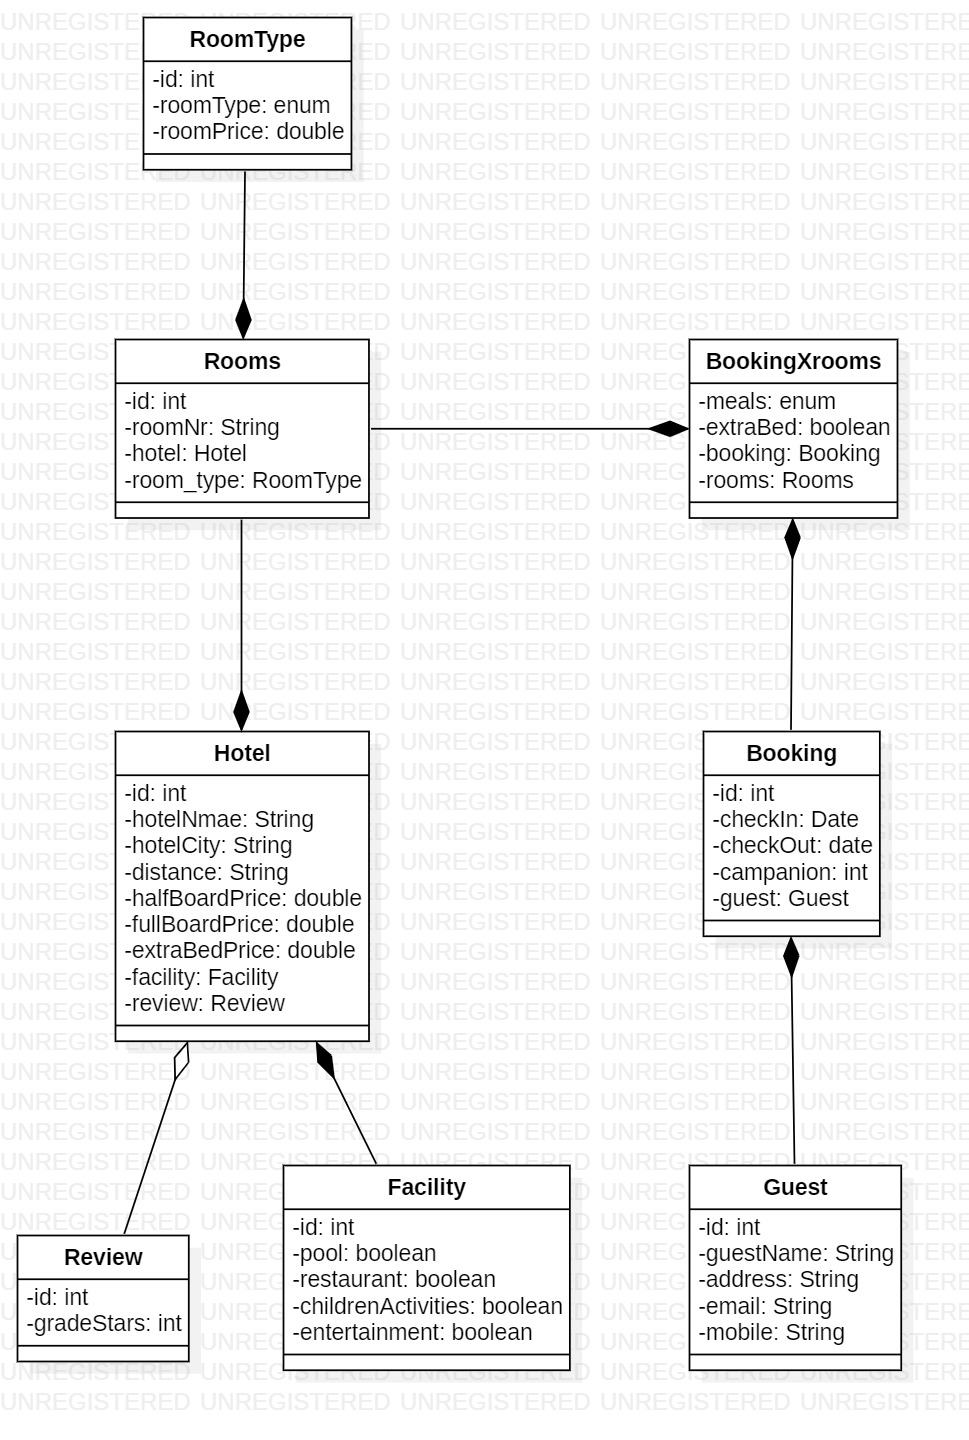 RoomType
-id: int
-roomType: enum
-roomPrice: double
Rooms
-id: int
-roomNr: String
-hotel: Hotel
-room_type: RoomType
BookingXrooms
-meals: enum
-extraBed: boolean
-booking: Booking
-rooms: Rooms
Hotel
-id: int
-hotelNmae: String
-hotelCity: String
-distance: String
-halfBoardPrice: double
-fullBoardPrice: double
-extraBedPrice: double
-facility: Facility
-review: Review
Booking
-id: int
-checkIn: Date
-checkOut: date
-campanion: int
-guest: Guest
Review
-id: int
-gradeStars: int
Facility
-id: int
-pool: boolean
-restaurant: boolean
-childrenActivities: boolean
-entertainment: boolean
Guest
-id: int
-guestName: String
-address: String
-email: String
-mobile: String
UNREGISTERED